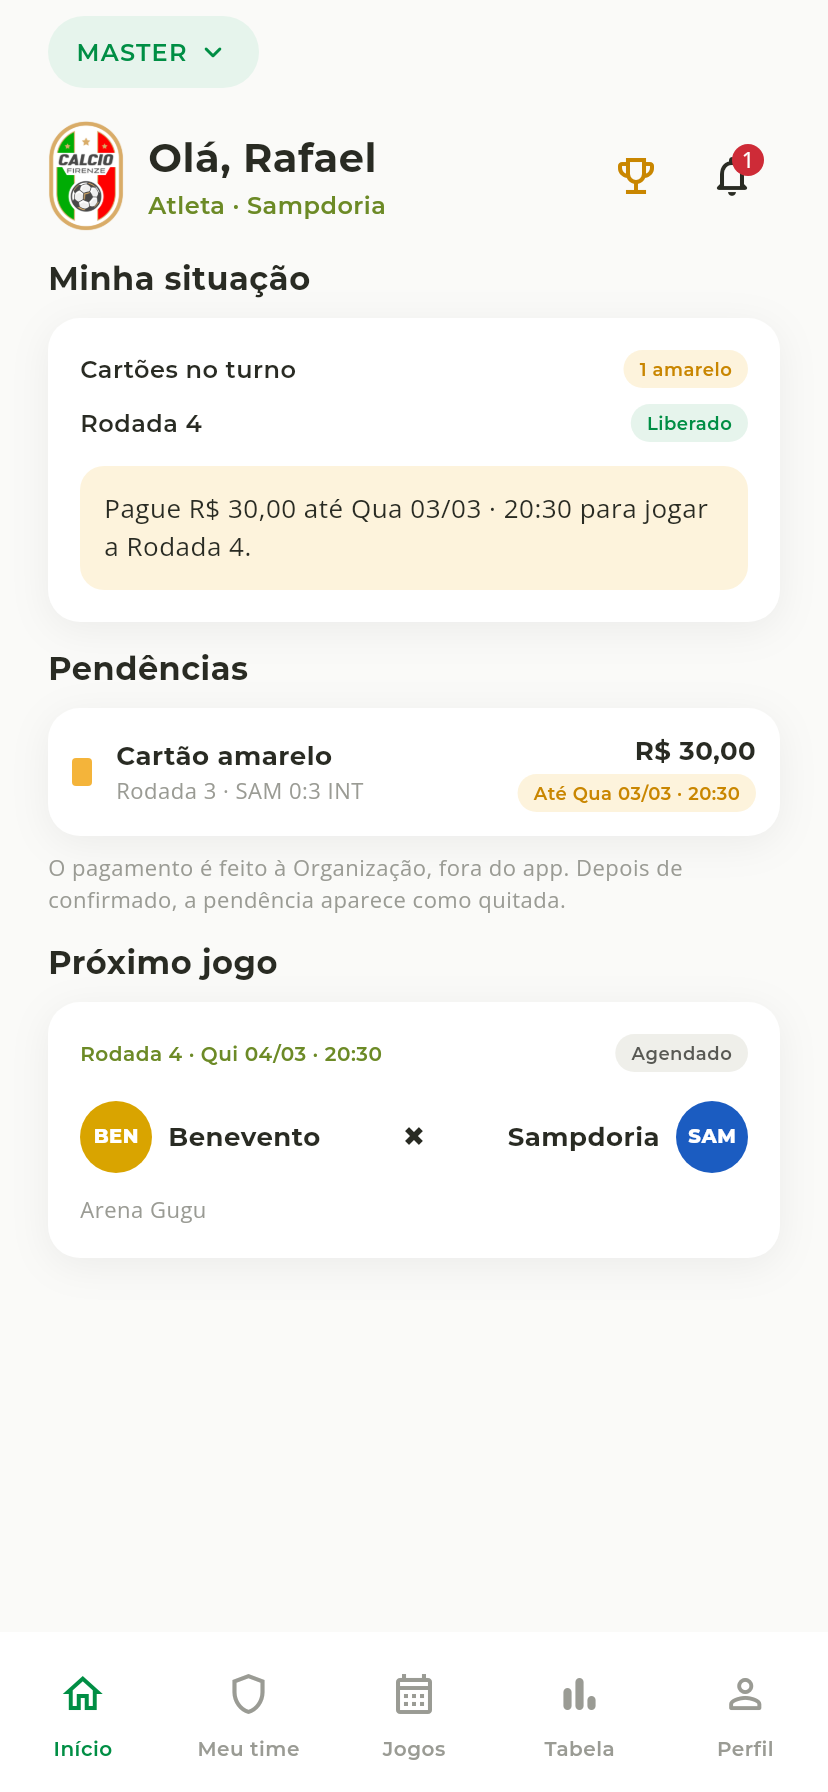 MASTER
CALCIO
FIRENZE
Olá, Rafael
Atleta · Sampdoria
1
Minha situação
Cartões no turno
1 amarelo
Rodada 4
Liberado
Pague R$ 30,00 até Qua 03/03 · 20:30 para jogar
a Rodada 4.
Pendências
Cartão amarelo
R$ 30,00
Rodada 3 · SAM 0:3 INT
Até Qua 03/03 · 20:30
O pagamento é feito à Organização, fora do app. Depois de
confirmado, a pendência aparece como quitada.
Próximo jogo
Rodada 4 · Qui 04/03 · 20:30
Agendado
BEN Benevento × Sampdoria SAM
Arena Gugu
Início Meu time Jogos Tabela Perfil